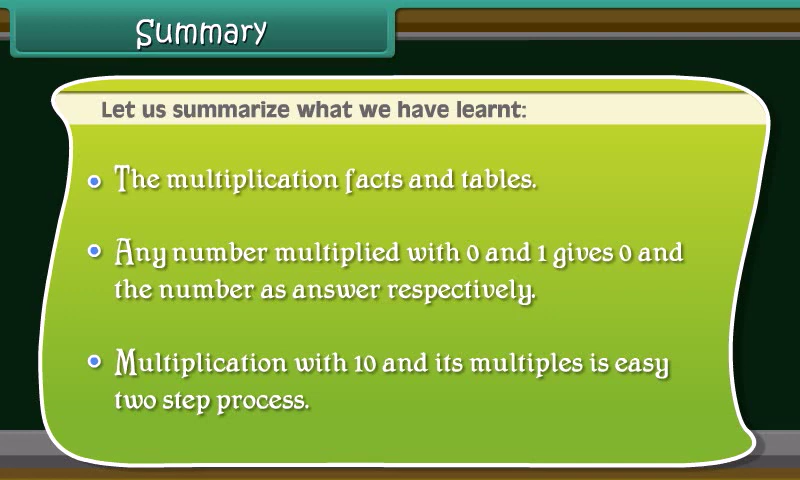 Summary
Let us summarize what we have learnt:
The multiplication facts and tables.
Any number multiplied with 0 and 1 gives 0 and
the number as answer respectively.
Multiplication with 10 and its multiples is easy
two step process.